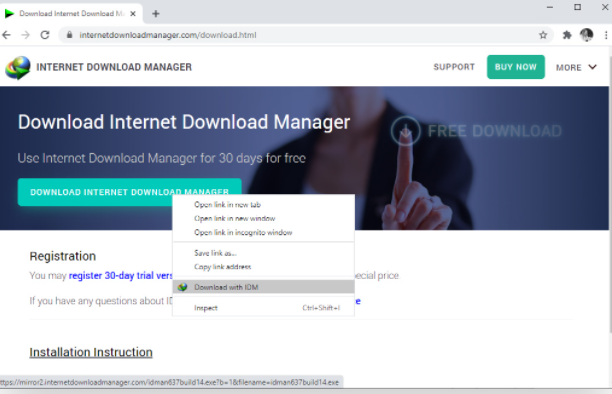 Download Internet Download Man
internetdownloadmanager.com/download.html
INTERNET DOWNLOAD MANAGER
SUPPORT
BUY NOW
MORE
Download Internet Download Manager
FREE DOWNLOAD
Use Internet Download Manager for 30 days for free
DOWNLOAD INTERNET DOWNLOAD MANAGER
Open link in new tab
Open link in new window
Open link in incognito window
Registration
Save link as...
You may register 30-day trial vers
ecial price.
Copy link address
Download with IDM
If you have any questions about ID
e
Inspect Ctrl+Shift+I
Installation Instruction
ttps://mirror2.internetdownloadmanager.com/idman637build14.exe?b=1&filename=idman637build14.exe